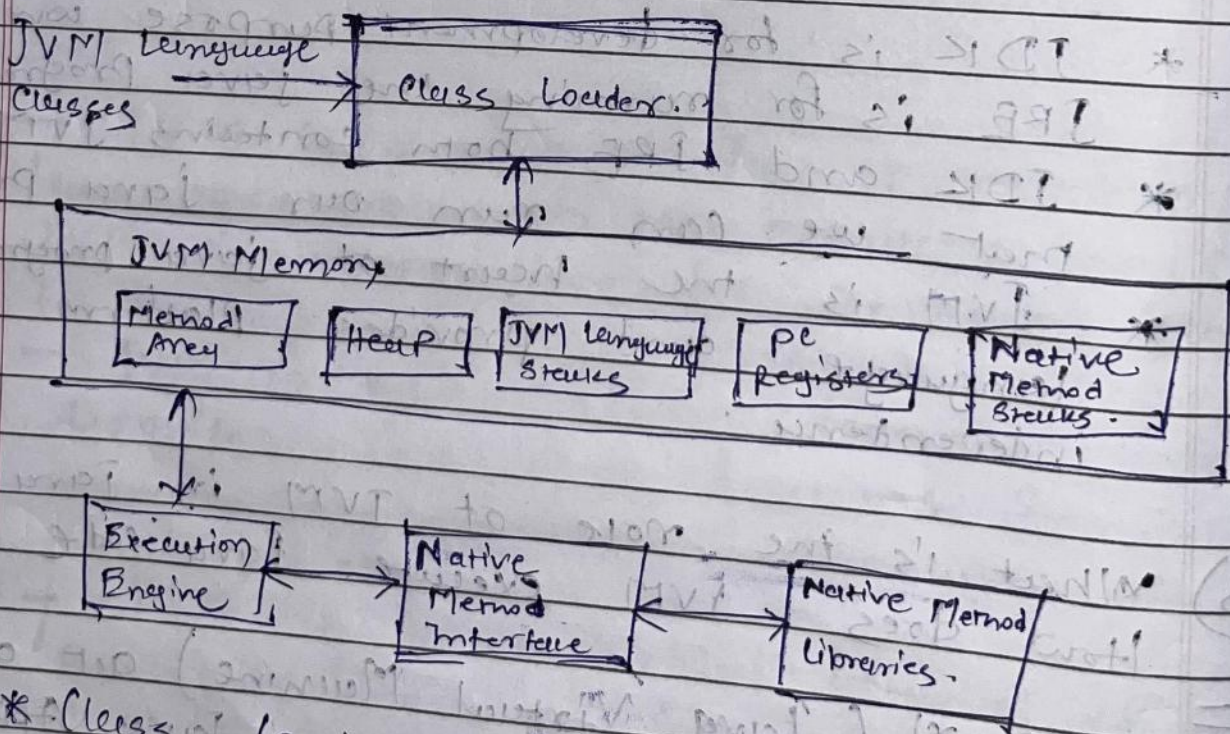 JVM Language
Classes
Class Loader.
JVM Memory
Method
Area
Heap
JVM Language
Stacks
PC
Registers
Native
Method
Stacks.
Execution
Engine
Native
Method
Interface
Native Method
Libraries.
* Class